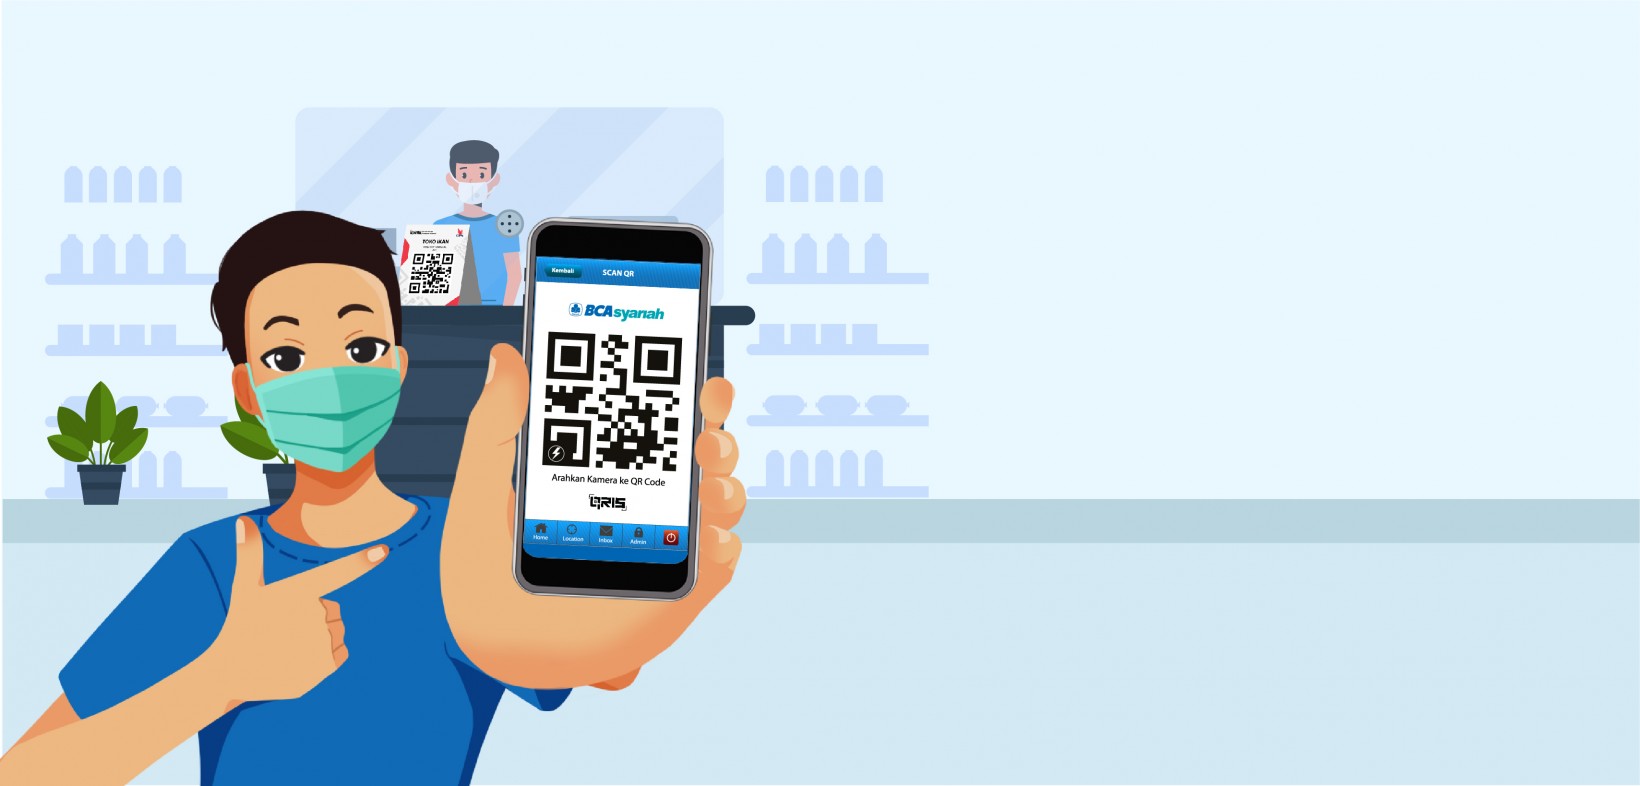 TOKO IKAN
Kembali
SCAN QR
BCAsyariah
Arahkan Kamera ke QR Code
QRIS
Home
Location
Inbox
Admin